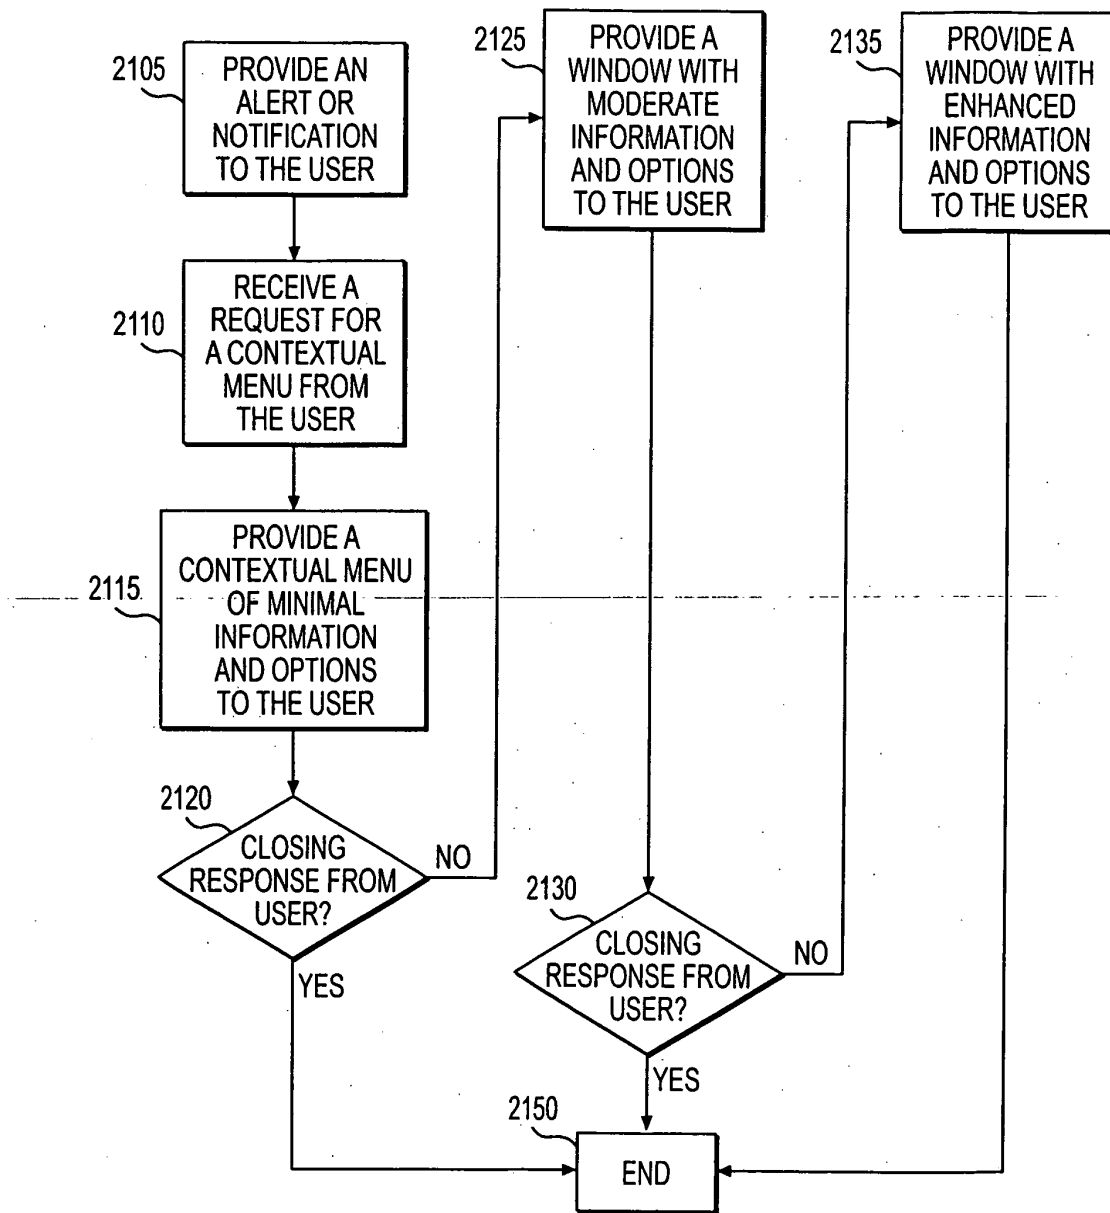 2105
PROVIDE AN
ALERT OR
NOTIFICATION
TO THE USER
2110
RECEIVE A
REQUEST FOR
A CONTEXTUAL
MENU FROM
THE USER
2115
PROVIDE A
CONTEXTUAL MENU
OF MINIMAL
INFORMATION
AND OPTIONS
TO THE USER
2120
CLOSING
RESPONSE FROM
USER?
NO
YES
2125
PROVIDE A
WINDOW WITH
MODERATE
INFORMATION
AND OPTIONS
TO THE USER
2130
CLOSING
RESPONSE FROM
USER?
NO
YES
2135
PROVIDE A
WINDOW WITH
ENHANCED
INFORMATION
AND OPTIONS
TO THE USER
2150
END